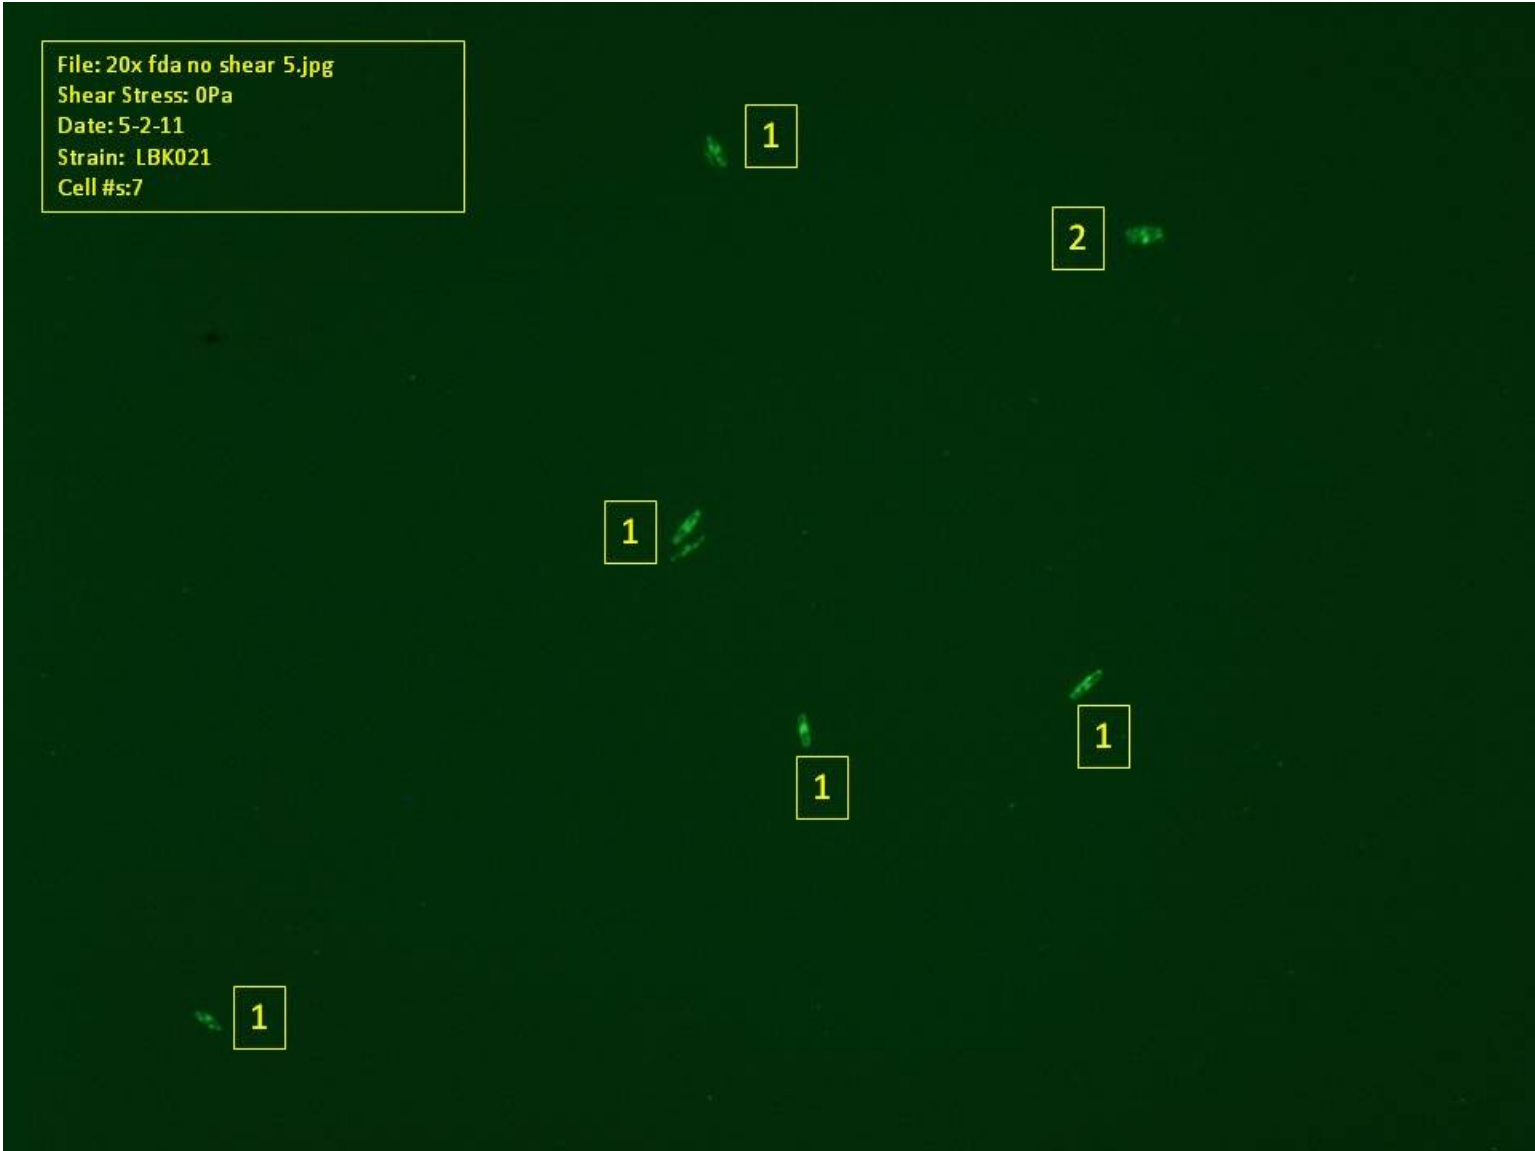 File: 20x fda no shear 5.jpg
Shear Stress: 0Pa
Date: 5-2-11
Strain:  LBK021
Cell #s:7
1
2
1
1
1
1